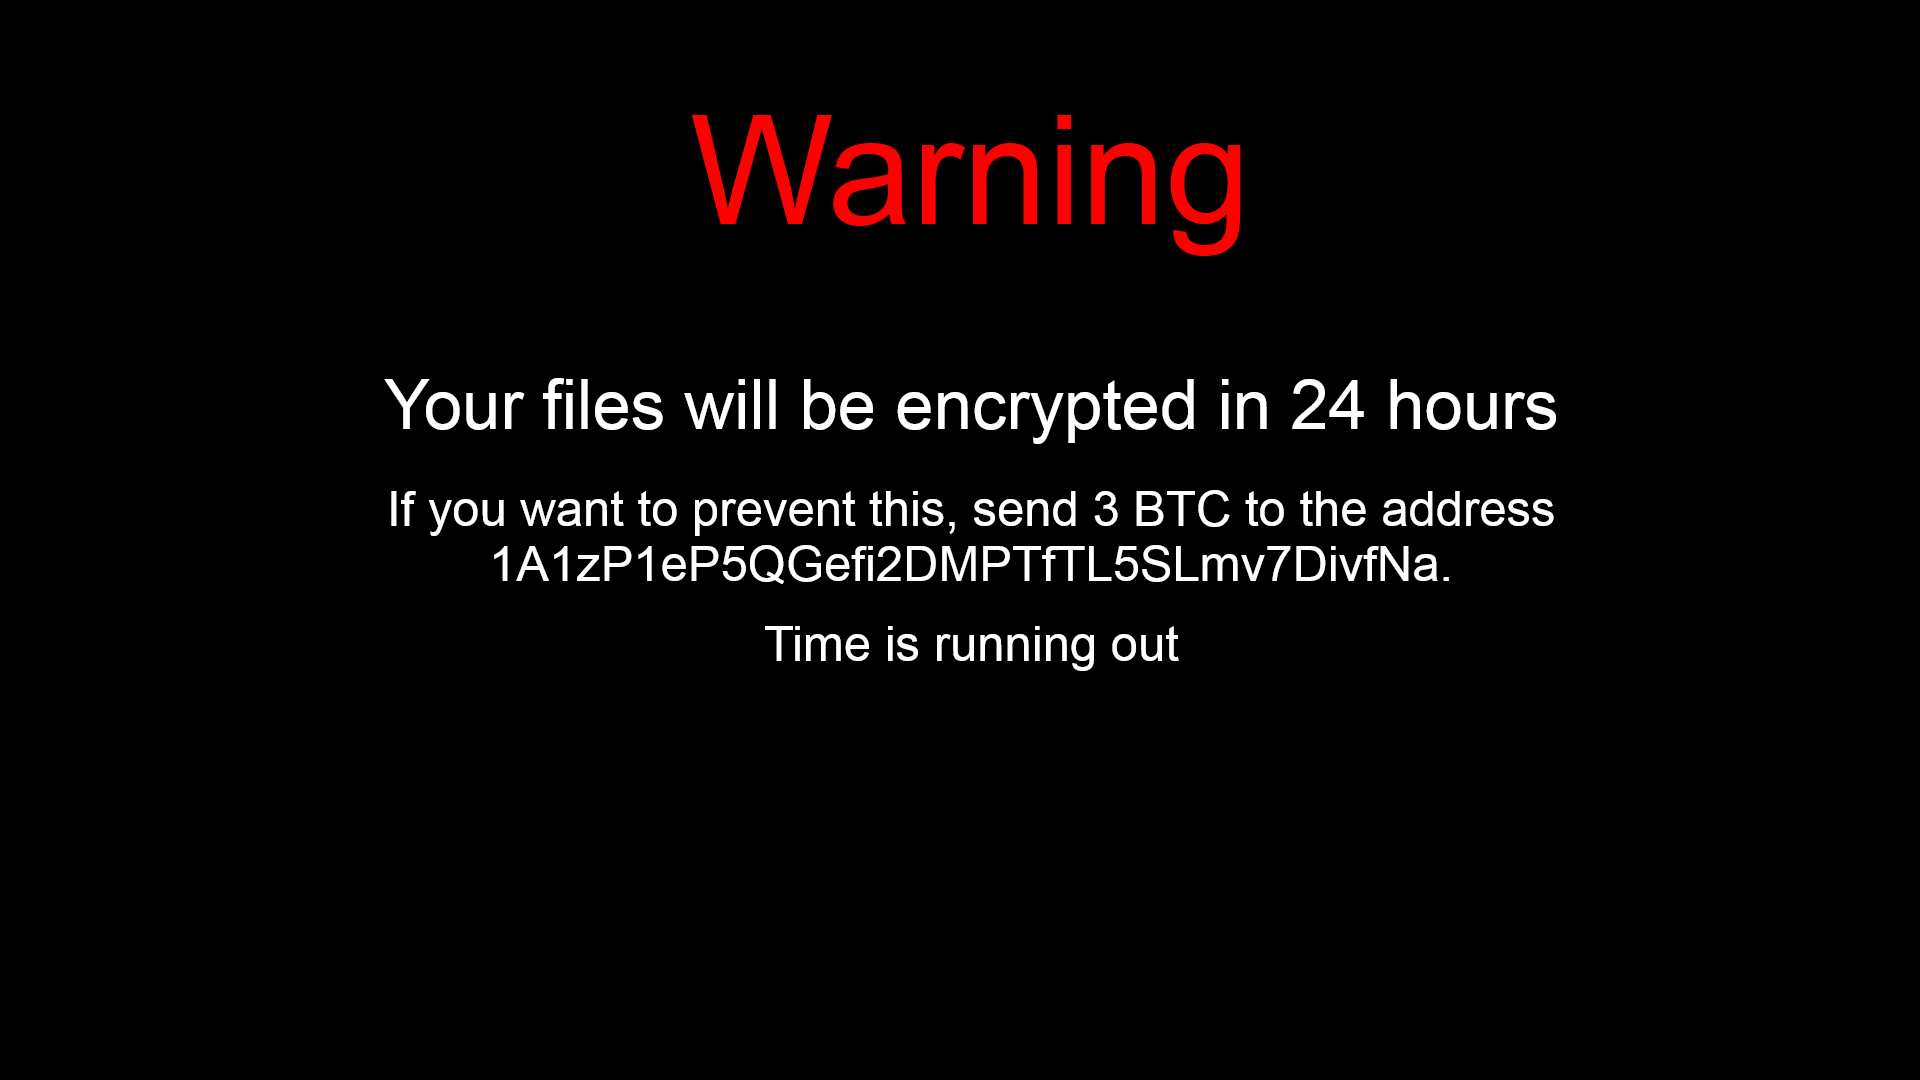 Warning
Your files will be encrypted in 24 hours
If you want to prevent this, send 3 BTC to the address
1A1zP1eP5QGefi2DMPTfTL5SLmv7DivfNa.
Time is running out